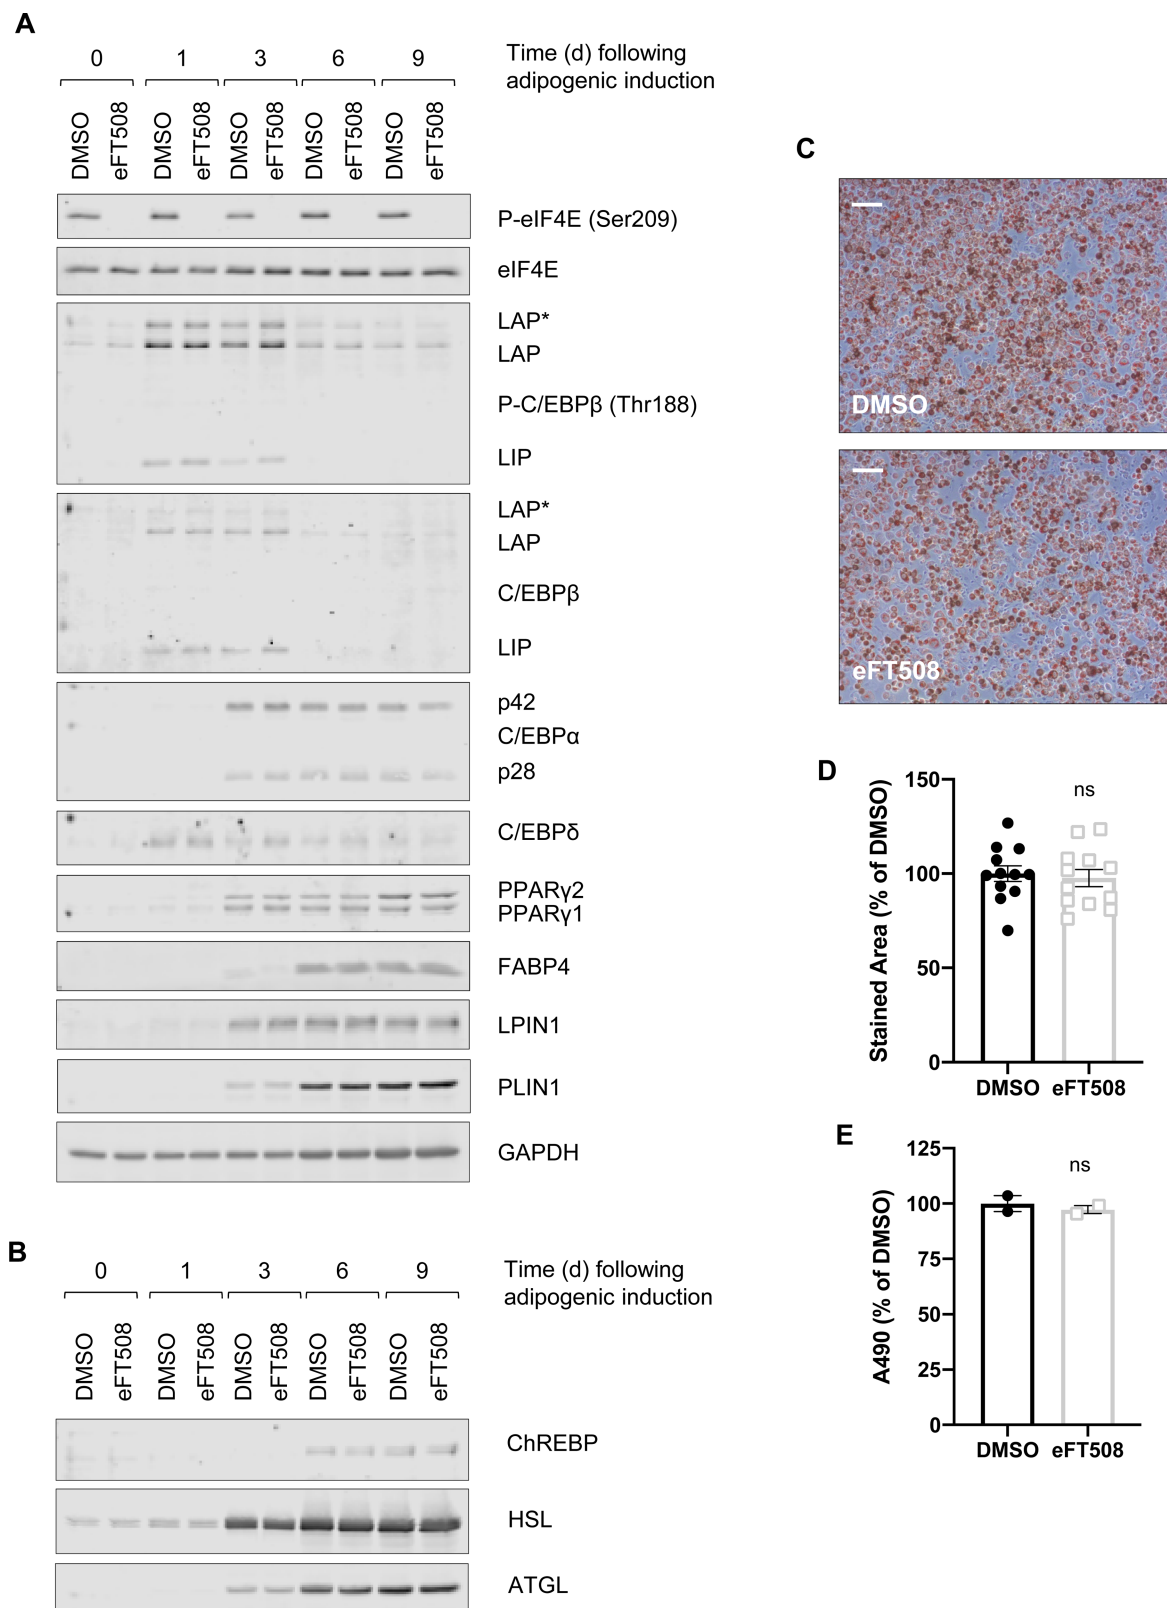 A
0 1 3 6 9 Time (d) following
adipogenic induction
DMSO eFT508 DMSO eFT508 DMSO eFT508 DMSO eFT508 DMSO eFT508
P-eIF4E (Ser209)
eIF4E
LAP*
LAP
P-C/EBPβ (Thr188)
LIP
LAP*
LAP
C/EBPβ
LIP
p42
C/EBPα
p28
C/EBPδ
PPARγ2
PPARγ1
FABP4
LPIN1
PLIN1
GAPDH
B
0 1 3 6 9 Time (d) following
adipogenic induction
DMSO eFT508 DMSO eFT508 DMSO eFT508 DMSO eFT508 DMSO eFT508
ChREBP
HSL
ATGL
C
DMSO
eFT508
D
Stained Area (% of DMSO)
150
100
50
0
ns
DMSO eFT508
E
A490 (% of DMSO)
125
100
75
50
25
0
ns
DMSO eFT508